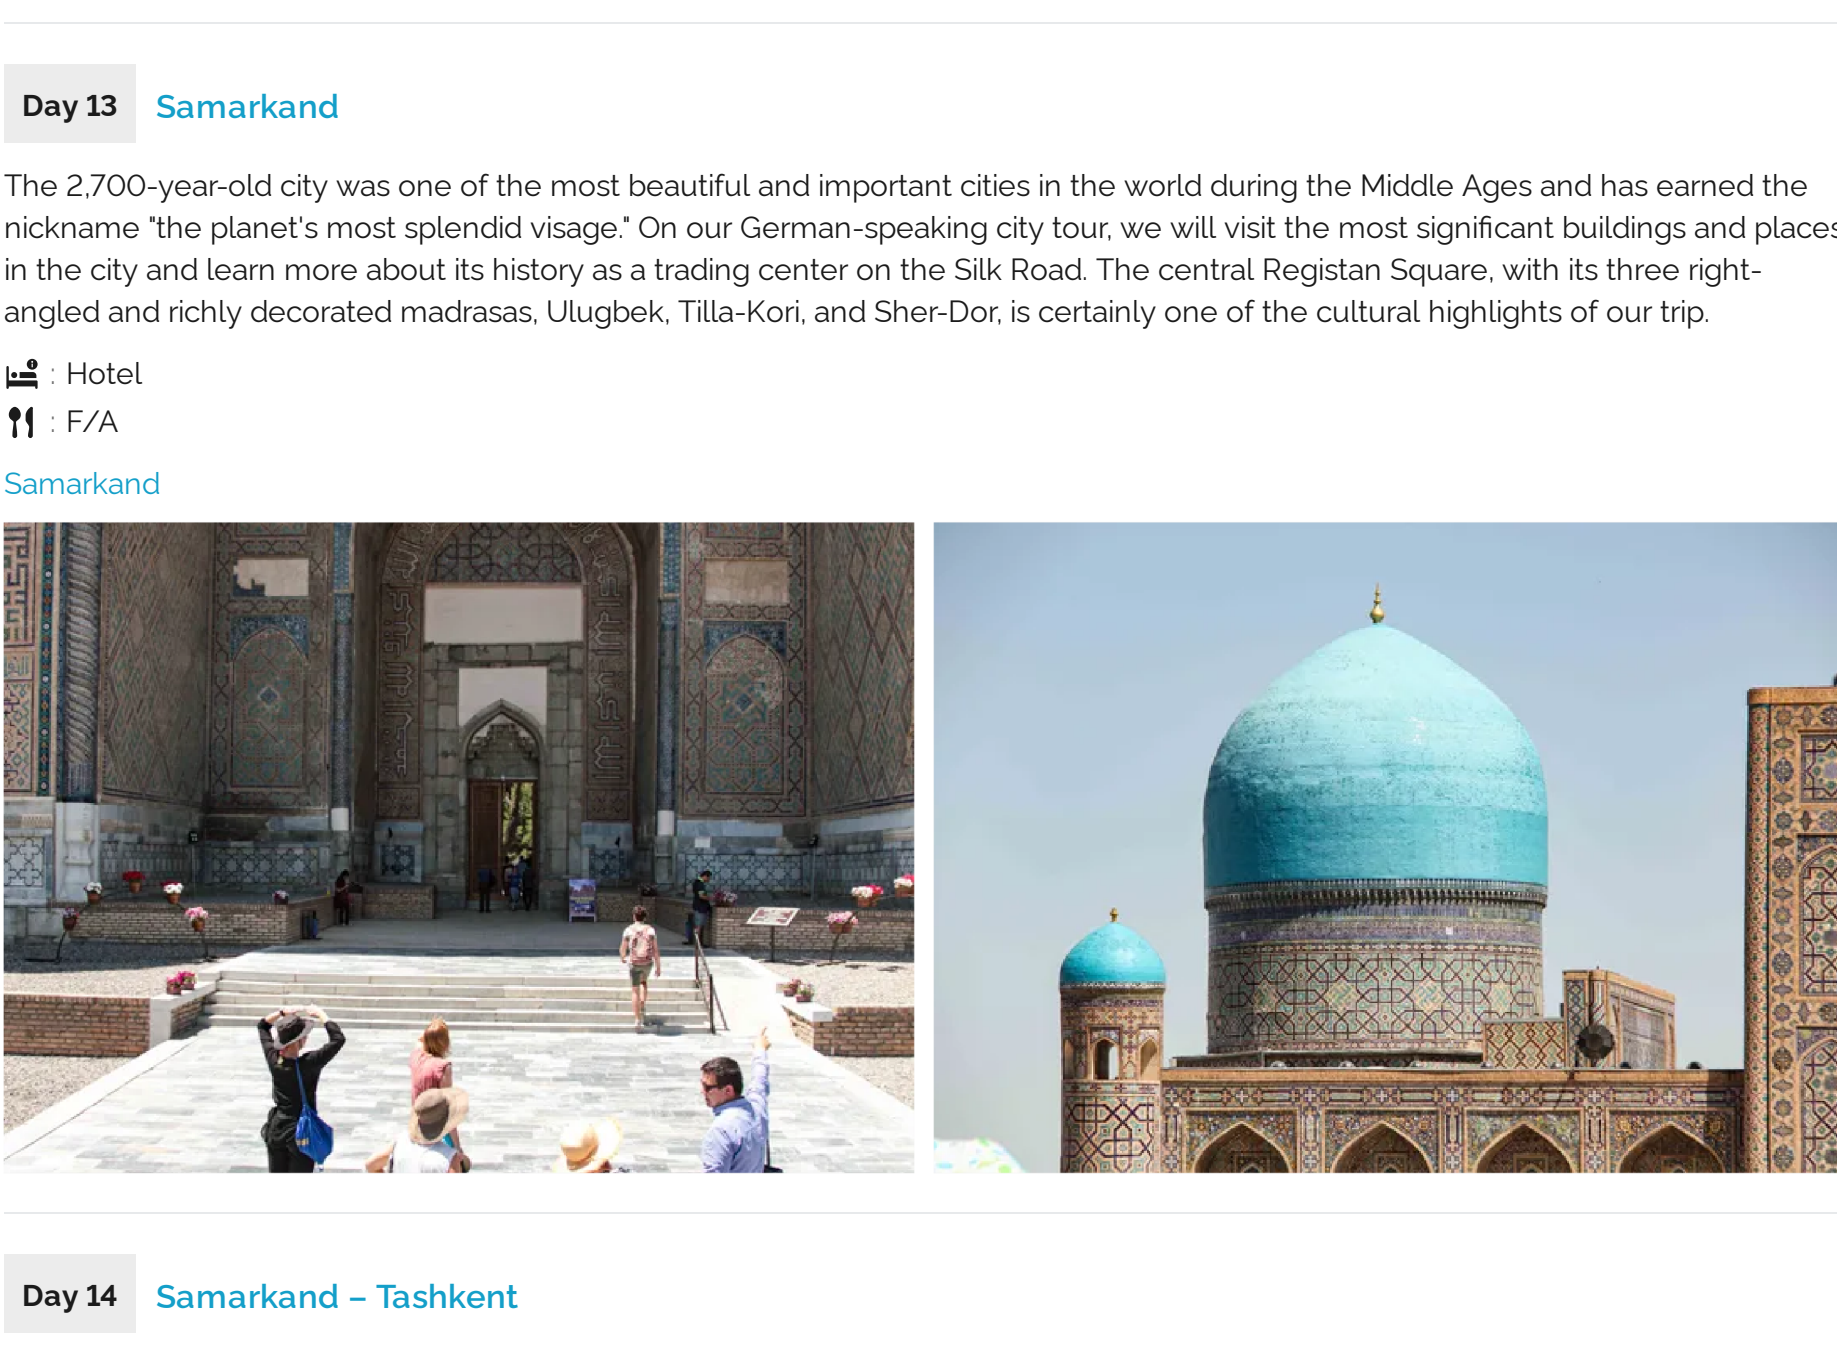 Day 13
Samarkand
The 2,700-year-old city was one of the most beautiful and important cities in the world during the Middle Ages and has earned the
nickname "the planet's most splendid visage." On our German-speaking city tour, we will visit the most significant buildings and places
in the city and learn more about its history as a trading center on the Silk Road. The central Registan Square, with its three right-
angled and richly decorated madrasas, Ulugbek, Tilla-Kori, and Sher-Dor, is certainly one of the cultural highlights of our trip.
: Hotel
: F/A
Samarkand
Day 14
Samarkand – Tashkent